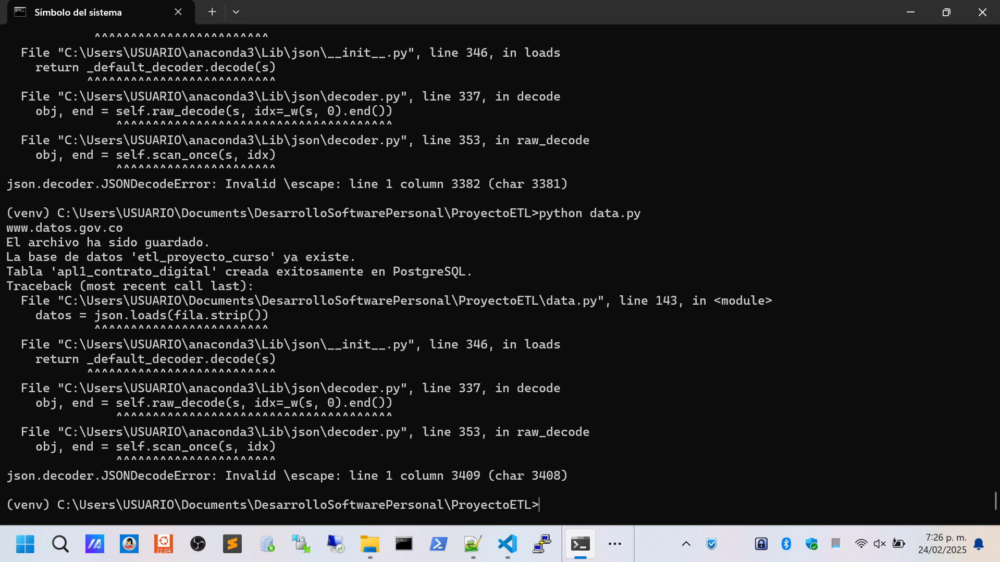 Símbolo del sistema
^^^^^^^^^^^^^^^^^^^^^^^^
File "C:\Users\USUARIO\anaconda3\Lib\json\__init__.py", line 346, in loads
return _default_decoder.decode(s)
^^^^^^^^^^^^^^^^^^^^^^^^^^
File "C:\Users\USUARIO\anaconda3\Lib\json\decoder.py", line 337, in decode
obj, end = self.raw_decode(s, idx=_w(s, 0).end())
^^^^^^^^^^^^^^^^^^^^^^^^^^^^^^^^^^^^^^
File "C:\Users\USUARIO\anaconda3\Lib\json\decoder.py", line 353, in raw_decode
obj, end = self.scan_once(s, idx)
^^^^^^^^^^^^^^^^^^^^^^
json.decoder.JSONDecodeError: Invalid \escape: line 1 column 3382 (char 3381)
(venv) C:\Users\USUARIO\Documents\DesarrolloSoftwarePersonal\ProyectoETL>python data.py
www.datos.gov.co
El archivo ha sido guardado.
La base de datos 'etl_proyecto_curso' ya existe.
Tabla 'apl1_contrato_digital' creada exitosamente en PostgreSQL.
Traceback (most recent call last):
File "C:\Users\USUARIO\Documents\DesarrolloSoftwarePersonal\ProyectoETL\data.py", line 143, in <module>
datos = json.loads(fila.strip())
^^^^^^^^^^^^^^^^^^^^^^^^
File "C:\Users\USUARIO\anaconda3\Lib\json\__init__.py", line 346, in loads
return _default_decoder.decode(s)
^^^^^^^^^^^^^^^^^^^^^^^^^^
File "C:\Users\USUARIO\anaconda3\Lib\json\decoder.py", line 337, in decode
obj, end = self.raw_decode(s, idx=_w(s, 0).end())
^^^^^^^^^^^^^^^^^^^^^^^^^^^^^^^^^^^^^^
File "C:\Users\USUARIO\anaconda3\Lib\json\decoder.py", line 353, in raw_decode
obj, end = self.scan_once(s, idx)
^^^^^^^^^^^^^^^^^^^^^^
json.decoder.JSONDecodeError: Invalid \escape: line 1 column 3409 (char 3408)
(venv) C:\Users\USUARIO\Documents\DesarrolloSoftwarePersonal\ProyectoETL>
22.04
7:26 p. m.
24/02/2025